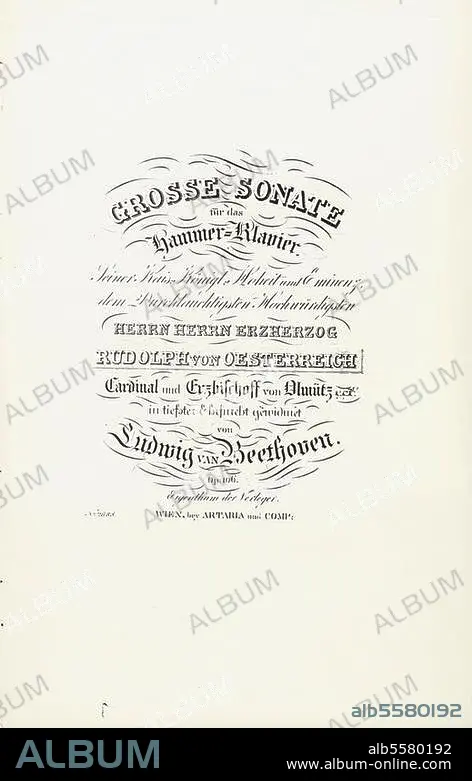 GROSSE SONATE
für das
Hammer=Klavier.
Seiner Kais. Königl. Hoheit und Eminenz
dem Durchlauchtigsten Hochwürdigsten
HERRN HERRN ERZHERZOG
RUDOLPH VON OESTERREICH
Cardinal und Erzbischoff von Olmütz
in tiefster Ehrfurcht gewidmet
von
Ludwig VAN Beethoven.
Op. 106.
Eigenthum der Verleger.
WIEN, bey ARTARIA und COMP:
alb5580192
ALBUM
alb5580192
www.album-online.com